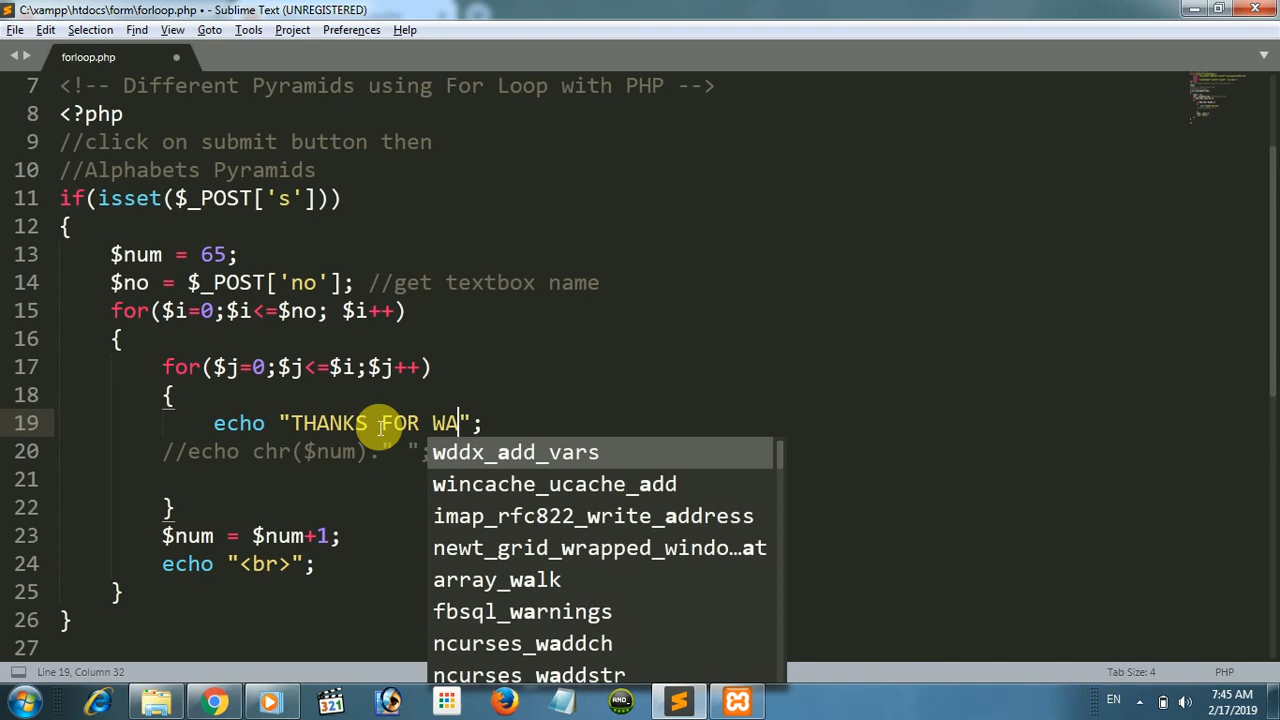 C:\xampp\htdocs\form\forloop.php • - Sublime Text (UNREGISTERED)
File Edit Selection Find View Goto Tools Project Preferences Help
forloop.php
7 <!-- Different Pyramids using For Loop with PHP -->
8 <?php
9 //click on submit button then
10 //Alphabets Pyramids
11 if(isset($_POST['s']))
12 {
13 $num = 65;
14 $no = $_POST['no']; //get textbox name
15 for($i=0;$i<=$no; $i++)
16 {
17 for($j=0;$j<=$i;$j++)
18 {
19 echo "THANKS FOR WA";
20 //echo chr($num)." ";
wddx_add_vars
21
wincache_ucache_add
22 }
imap_rfc822_write_address
23 $num = $num+1;
newt_grid_wrapped_windo…at
24 echo "<br>";
array_walk
25 }
fbsql_warnings
26 }
ncurses_waddch
27
ncurses_waddstr
Line 19, Column 32 Tab Size: 4 PHP
321 AND_ EN 7:45 AM
2/17/2019